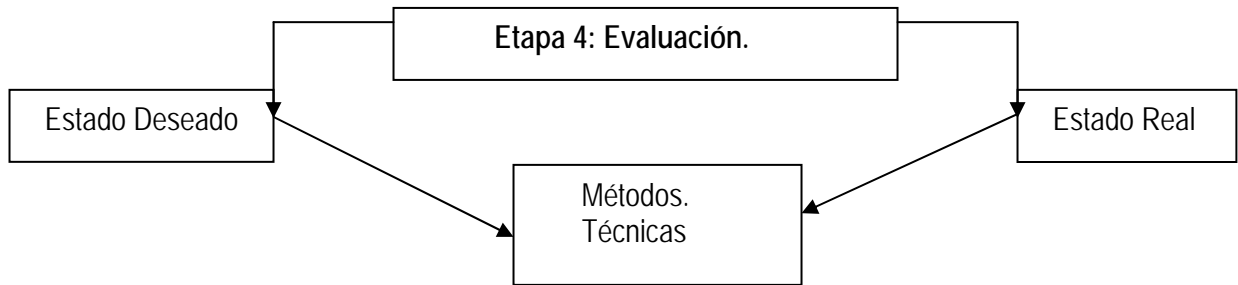 Etapa 4: Evaluación.
Estado Deseado
Estado Real
Métodos.
Técnicas